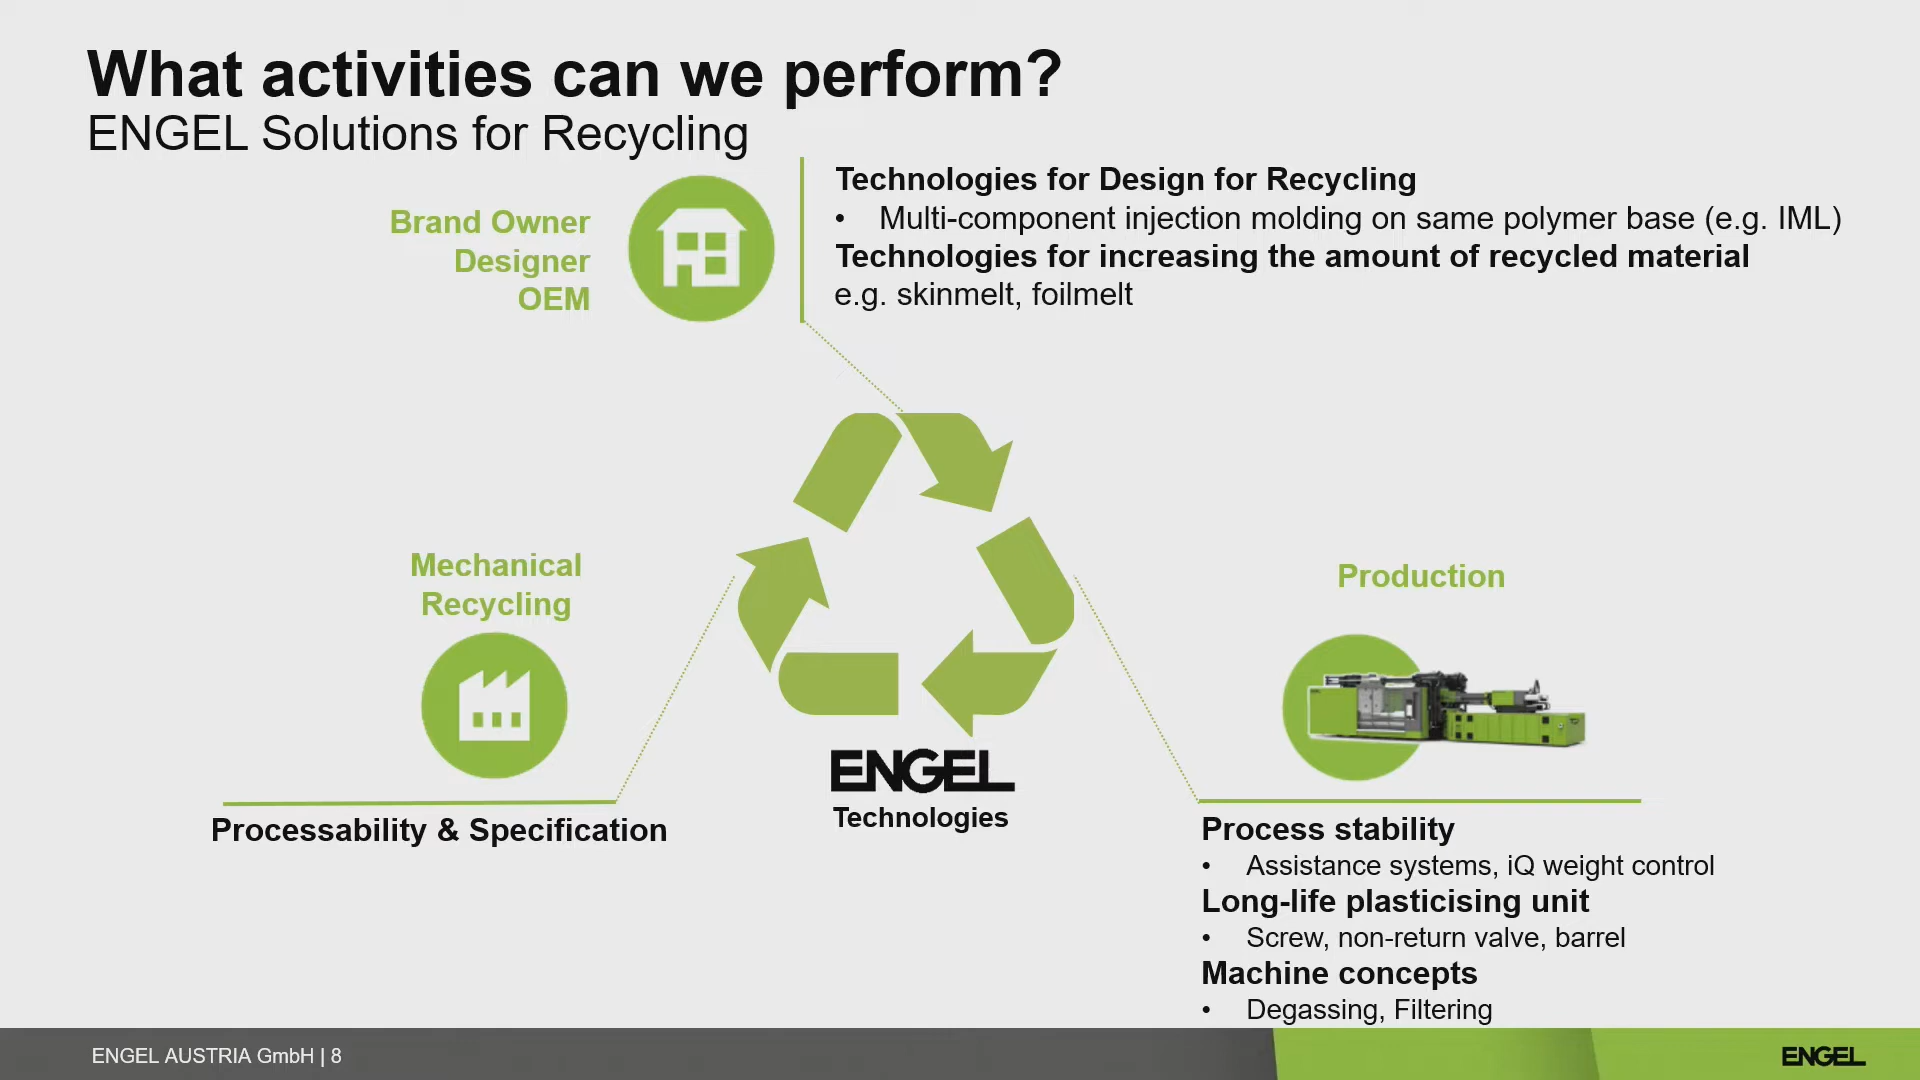 What activities can we perform?
ENGEL Solutions for Recycling
Brand Owner
Designer
OEM
Technologies for Design for Recycling
• Multi-component injection molding on same polymer base (e.g. IML)
Technologies for increasing the amount of recycled material
e.g. skinmelt, foilmelt
Mechanical
Recycling
Processability & Specification
ENGEL
Technologies
Production
Process stability
• Assistance systems, iQ weight control
Long-life plasticising unit
• Screw, non-return valve, barrel
Machine concepts
• Degassing, Filtering
ENGEL AUSTRIA GmbH | 8
ENGEL